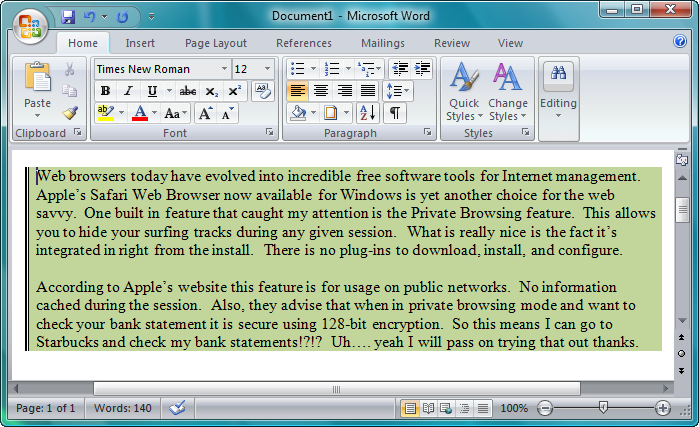 Document1 - Microsoft Word
Home Insert Page Layout References Mailings Review View
Times New Roman 12
Paste
B I U abc x₂ x²
ab A Aa A A
Quick Styles
Change Styles
Editing
Clipboard Font Paragraph Styles
Web browsers today have evolved into incredible free software tools for Internet management.
Apple's Safari Web Browser now available for Windows is yet another choice for the web
savvy. One built in feature that caught my attention is the Private Browsing feature. This allows
you to hide your surfing tracks during any given session. What is really nice is the fact it's
integrated in right from the install. There is no plug-ins to download, install, and configure.
According to Apple's website this feature is for usage on public networks. No information
cached during the session. Also, they advise that when in private browsing mode and want to
check your bank statement it is secure using 128-bit encryption. So this means I can go to
Starbucks and check my bank statements!?!? Uh…. yeah I will pass on trying that out thanks.
Page: 1 of 1 Words: 140 100%